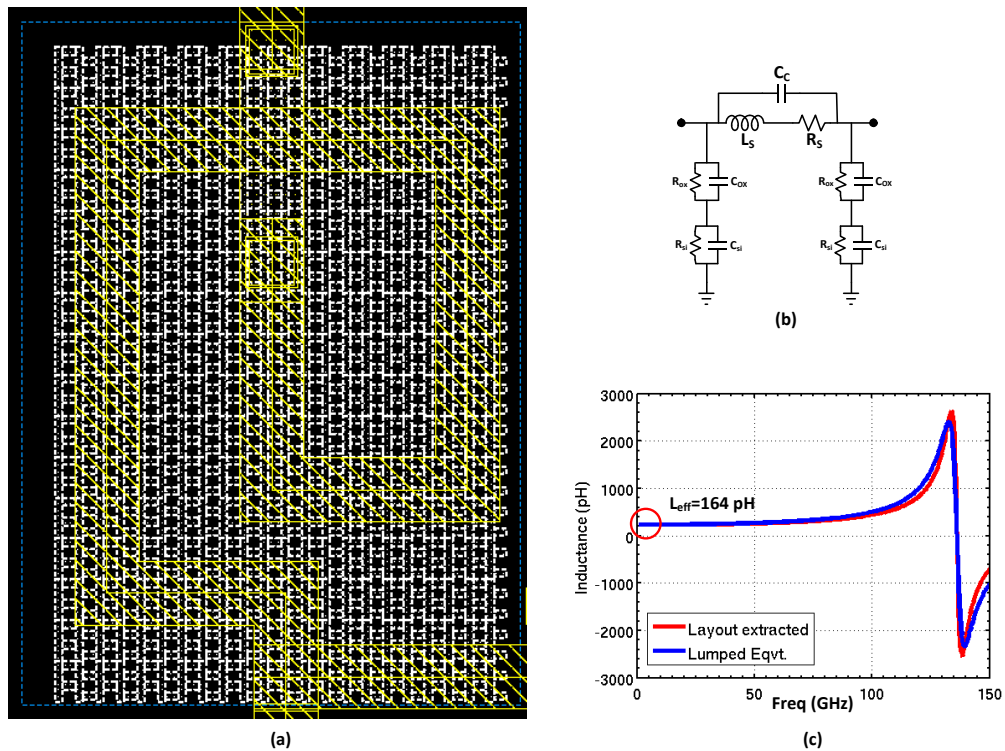 C_C
L_S
R_S
R_ox
C_OX
R_ox
C_OX
R_si
C_si
R_si
C_si
(b)
3000
2000
1000
0
-1000
-2000
-3000
Inductance (pH)
L_eff=164 pH
Layout extracted
Lumped Eqvt.
0
50
100
150
Freq (GHz)
(a)
(c)